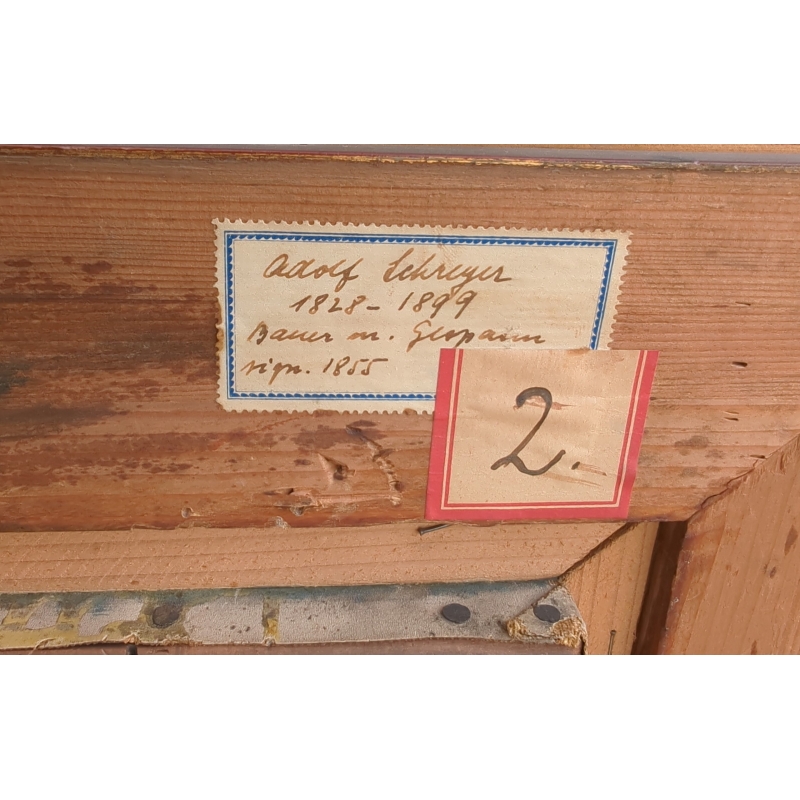 Adolf Schreyer
1828 - 1899
Bauer m. Gespann
sign. 1855
2.